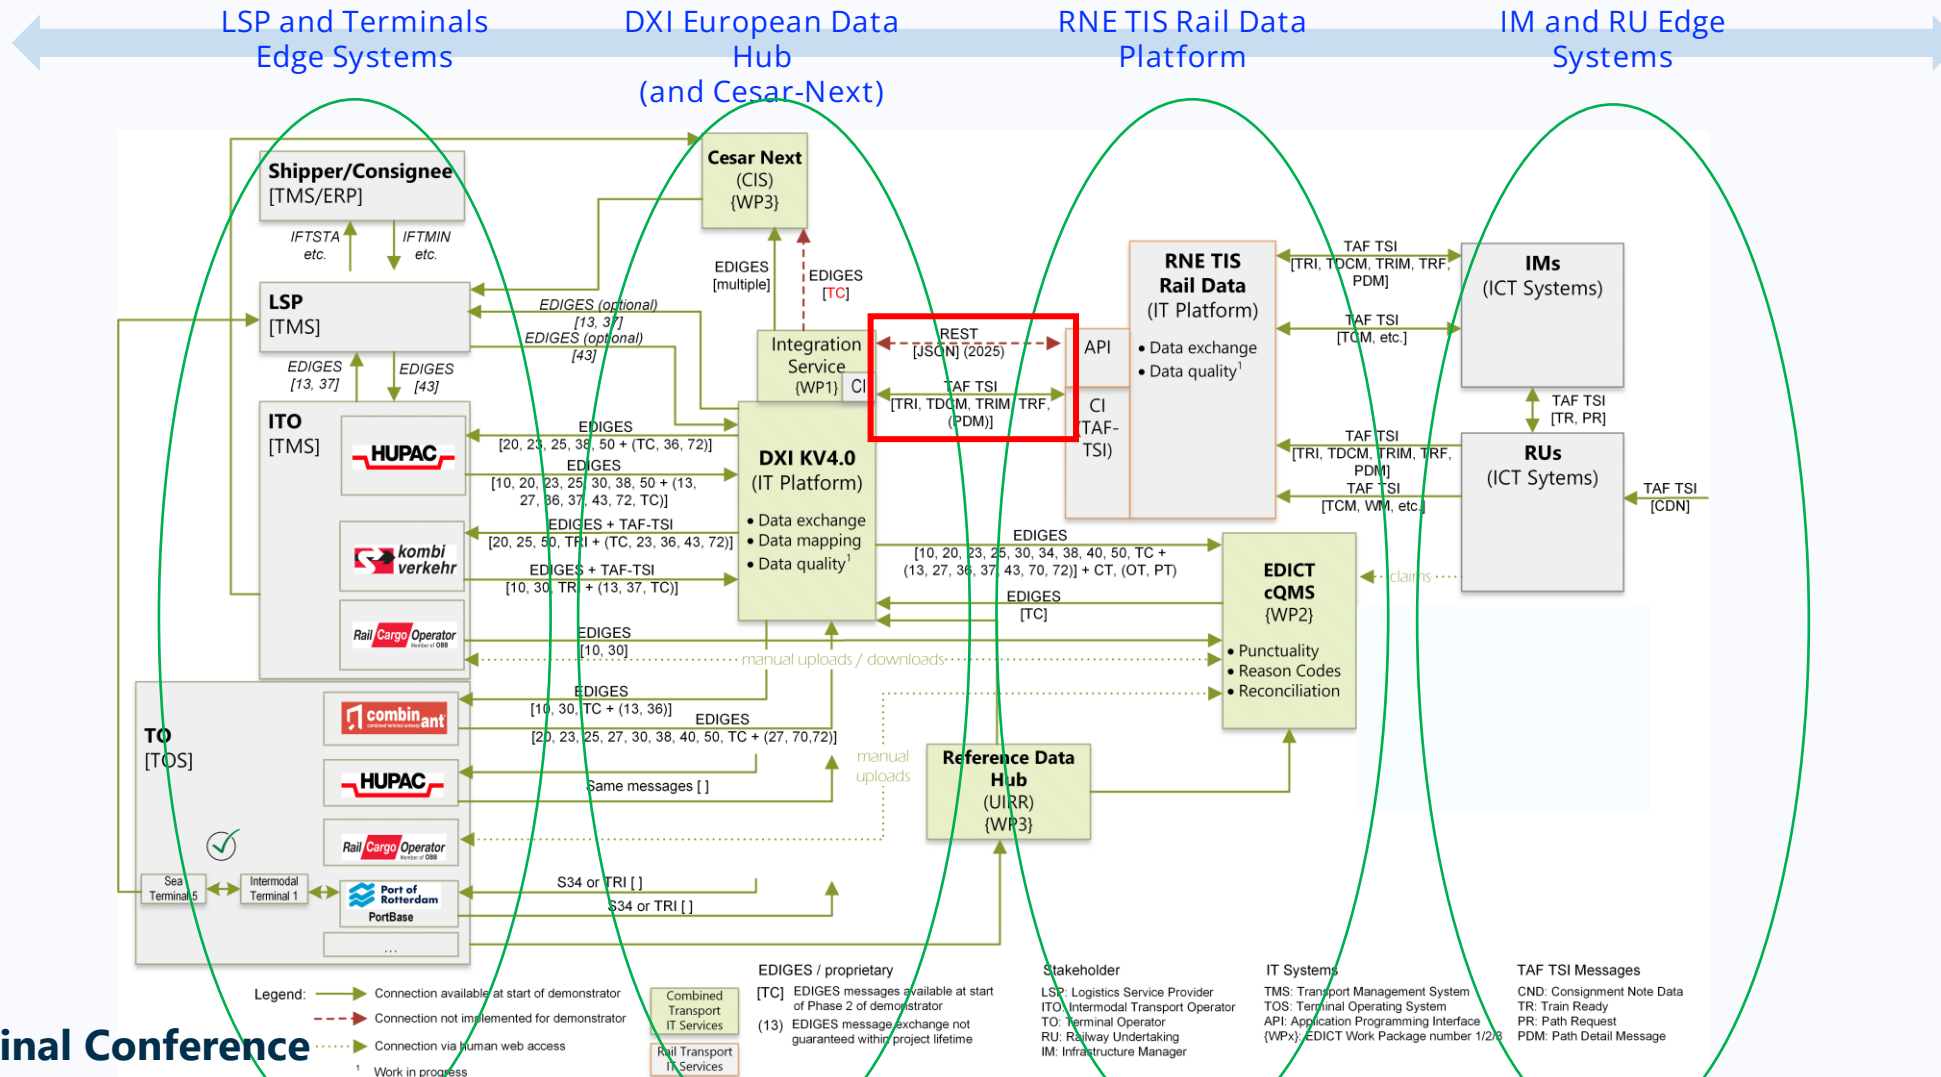 LSP and Terminals
Edge Systems
DXI European Data
Hub
(and Cesar-Next)
RNE TIS Rail Data
Platform
IM and RU Edge
Systems
Shipper/Consignee
[TMS/ERP]
IFTSTA
etc.
IFTMIN
etc.
LSP
[TMS]
EDIGES
[13, 37]
EDIGES
[43]
ITO
[TMS]
HUPAC
kombi
verkehr
Rail Cargo Operator
Member of ÖBB
TO
[TOS]
combinant
combined terminal antwerp
HUPAC
Rail Cargo Operator
Member of ÖBB
Sea
Terminal 5
Intermodal
Terminal 1
Port of
Rotterdam
PortBase
...
Cesar Next
(CIS)
{WP3}
EDIGES
[multiple]
EDIGES
[TC]
EDIGES (optional)
[13, 37]
EDIGES (optional)
[43]
Integration
Service
{WP1}
CI
REST
[JSON] (2025)
TAF TSI
[TRI, TDCM, TRIM, TRF,
(PDM)]
API
CI
(TAF-
TSI)
RNE TIS
Rail Data
(IT Platform)
• Data exchange
• Data quality¹
TAF TSI
[TRI, TDCM, TRIM, TRF,
PDM]
TAF TSI
[TCM, etc.]
IMs
(ICT Systems)
TAF TSI
[TR, PR]
TAF TSI
[TRI, TDCM, TRIM, TRF,
PDM]
TAF TSI
[TCM, WM, etc.]
RUs
(ICT Sytems)
TAF TSI
[CDN]
claims
EDIGES
[20, 23, 25, 38, 50 + (TC, 36, 72)]
EDIGES
[10, 20, 23, 25, 30, 38, 50 + (13,
27, 36, 37, 43, 72, TC)]
EDIGES + TAF-TSI
[20, 25, 50, TRI + (TC, 23, 36, 43, 72)]
EDIGES + TAF-TSI
[10, 30, TRI + (13, 37, TC)]
DXI KV4.0
(IT Platform)
• Data exchange
• Data mapping
• Data quality¹
EDIGES
[10, 20, 23, 25, 30, 34, 38, 40, 50, TC +
(13, 27, 36, 37, 43, 70, 72)] + CT, (OT, PT)
EDIGES
[TC]
EDICT
cQMS
{WP2}
• Punctuality
• Reason Codes
• Reconciliation
EDIGES
[10, 30]
manual uploads / downloads
EDIGES
[10, 30, TC + (13, 36)]
EDIGES
[20, 23, 25, 27, 30, 38, 40, 50, TC + (27, 70,72)]
Same messages [ ]
manual
uploads
Reference Data
Hub
(UIRR)
{WP3}
S34 or TRI [ ]
S34 or TRI [ ]
Legend:
Connection available at start of demonstrator
Connection not implemented for demonstrator
Connection via human web access
¹ Work in progress
Combined
Transport
IT Services
Rail Transport
IT Services
EDIGES / proprietary
[TC] EDIGES messages available at start
of Phase 2 of demonstrator
(13) EDIGES message exchange not
guaranteed within project lifetime
Stakeholder
LSP: Logistics Service Provider
ITO: Intermodal Transport Operator
TO: Terminal Operator
RU: Railway Undertaking
IM: Infrastructure Manager
IT Systems
TMS: Transport Management System
TOS: Terminal Operating System
API: Application Programming Interface
{WPx}: EDICT Work Package number 1/2/3
TAF TSI Messages
CND: Consignment Note Data
TR: Train Ready
PR: Path Request
PDM: Path Detail Message
inal Conference